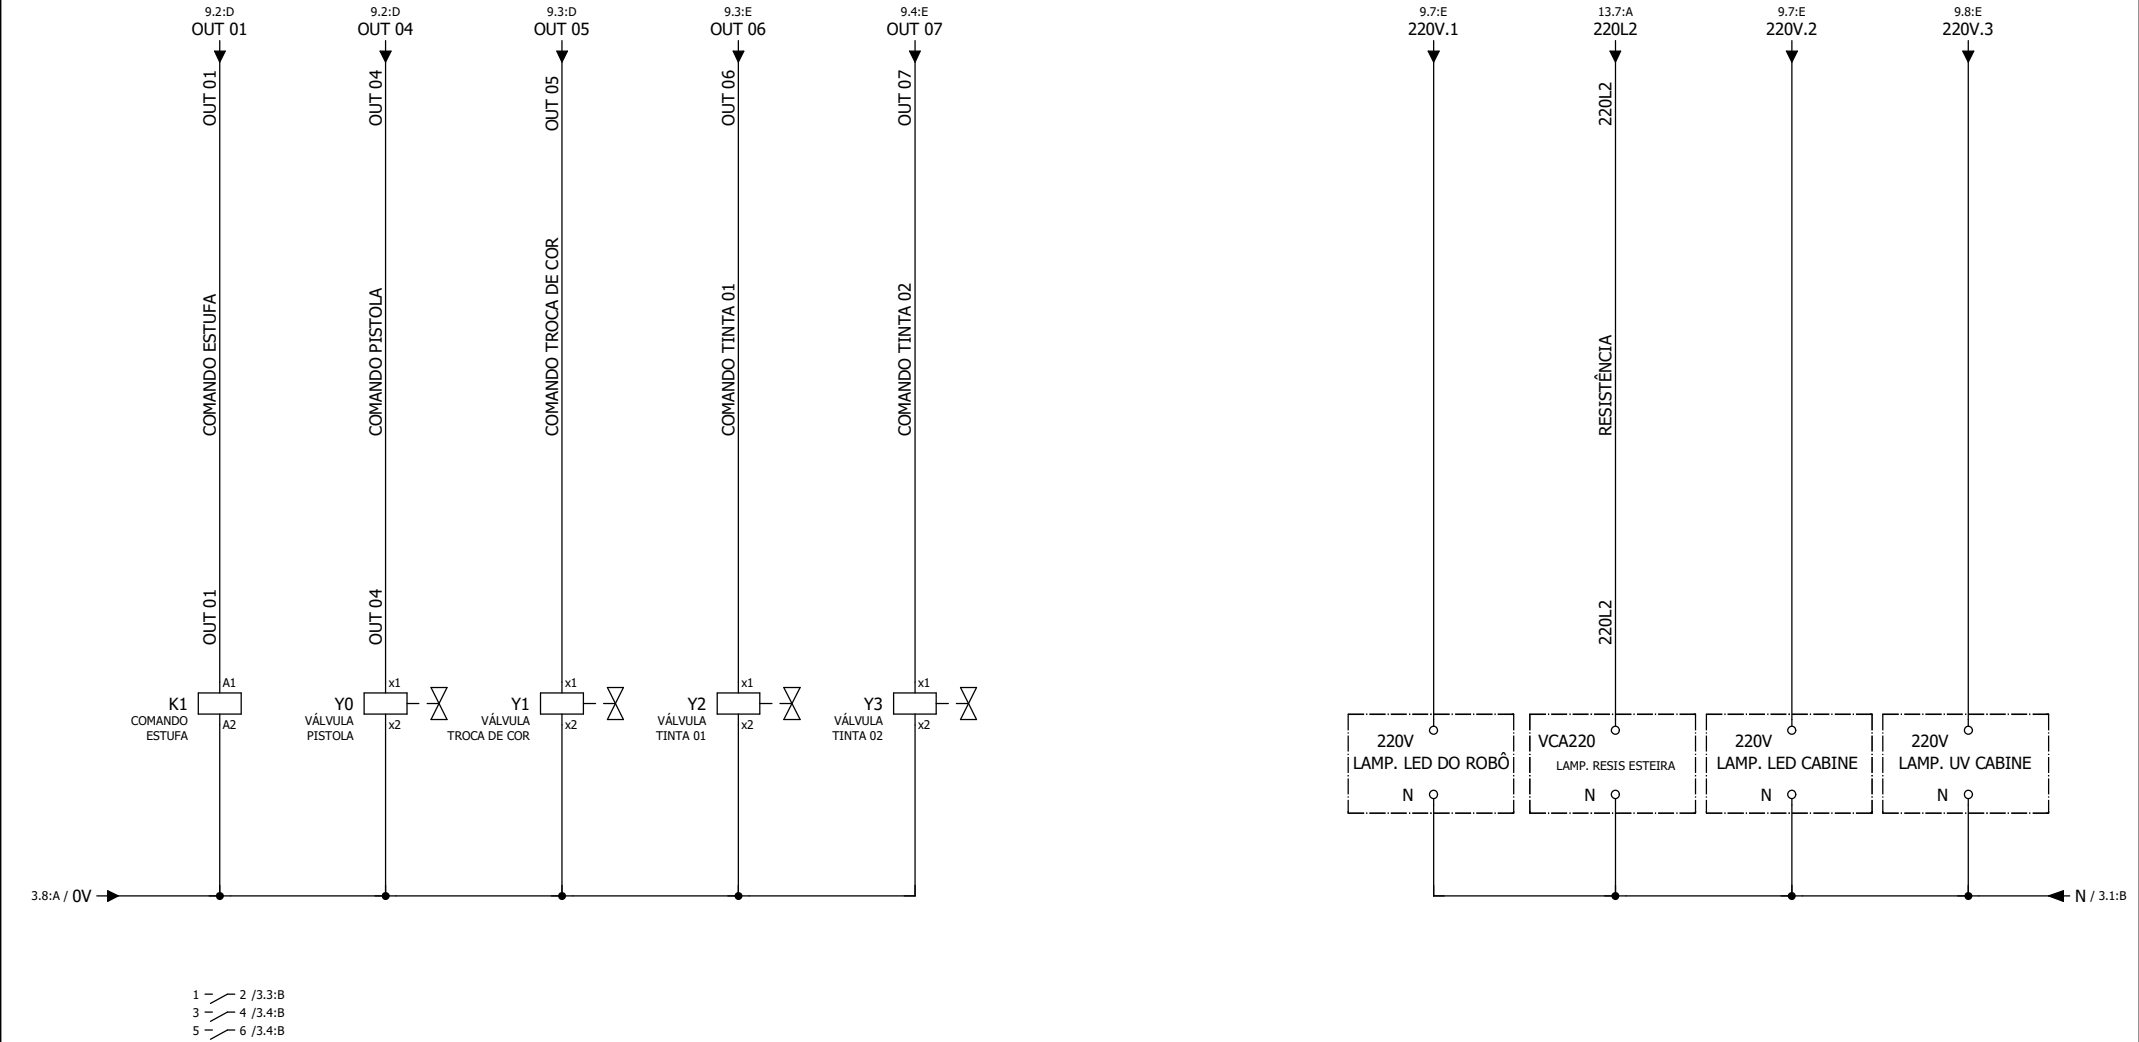 9.2:D
OUT 01
9.2:D
OUT 04
9.3:D
OUT 05
9.3:E
OUT 06
9.4:E
OUT 07
9.7:E
220V.1
13.7:A
220L2
9.7:E
220V.2
9.8:E
220V.3
OUT 01
OUT 04
OUT 05
OUT 06
OUT 07
220L2
COMANDO ESTUFA
COMANDO PISTOLA
COMANDO TROCA DE COR
COMANDO TINTA 01
COMANDO TINTA 02
RESISTÊNCIA
OUT 01
OUT 04
220L2
K1
COMANDO
ESTUFA
A1
A2
Y0
VÁLVULA
PISTOLA
x1
x2
Y1
VÁLVULA
TROCA DE COR
x1
x2
Y2
VÁLVULA
TINTA 01
x1
x2
Y3
VÁLVULA
TINTA 02
x1
x2
220V
LAMP. LED DO ROBÔ
N
VCA220
LAMP. RESIS ESTEIRA
N
220V
LAMP. LED CABINE
N
220V
LAMP. UV CABINE
N
3.8:A / 0V
N / 3.1:B
1 2 /3.3:B
3 4 /3.4:B
5 6 /3.4:B